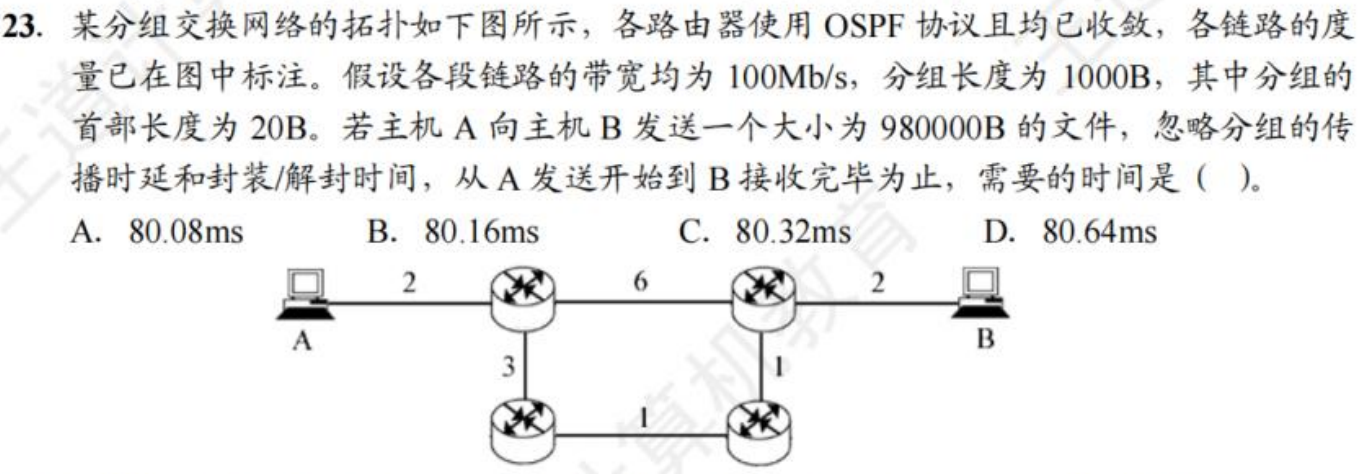 23. 某分组交换网络的拓扑如下图所示，各路由器使用 OSPF 协议且均已收敛，各链路的度
量已在图中标注。假设各段链路的带宽均为 100Mb/s，分组长度为 1000B，其中分组的
首部长度为 20B。若主机 A 向主机 B 发送一个大小为 980000B 的文件，忽略分组的传
播时延和封装/解封时间，从 A 发送开始到 B 接收完毕为止，需要的时间是（ ）。
A. 80.08ms B. 80.16ms C. 80.32ms D. 80.64ms
2 6 2
A B
3 1
1